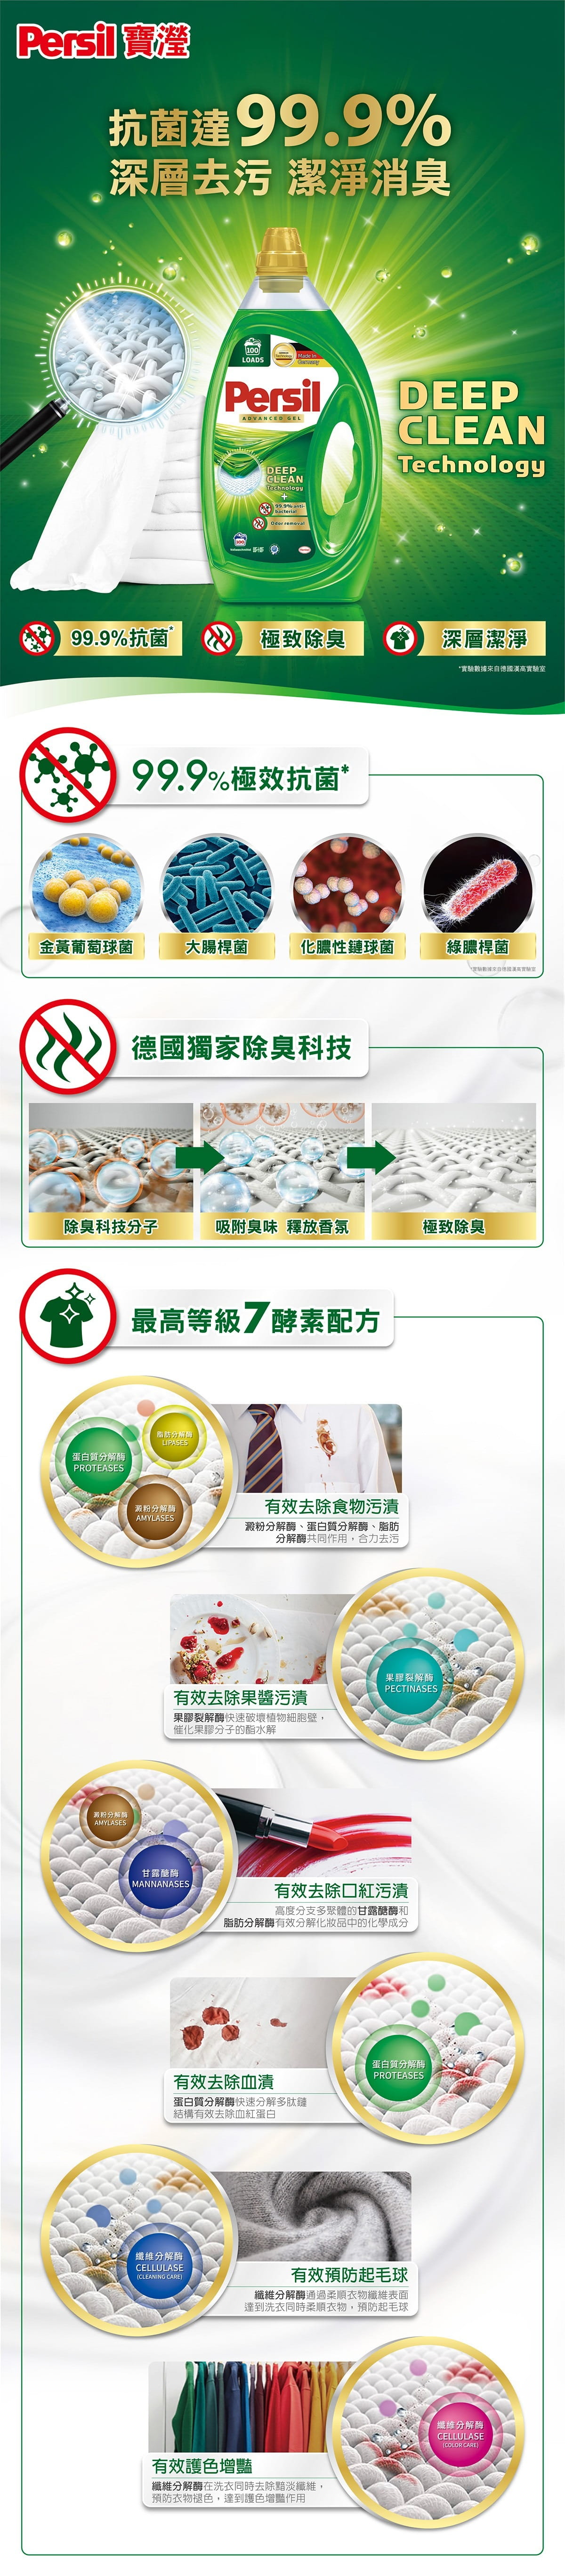 Persil 寶瀅
抗菌達99.9%
深層去污 潔淨消臭
100
LOADS
Made in
Germany
Persil
ADVANCED GEL
DEEP
CLEAN
Technology
+
99.9% anti-
bacterial
Odor removal
100
DEEP
CLEAN
Technology
99.9%抗菌*
極致除臭
深層潔淨
*實驗數據來自德國漢高實驗室
99.9%極效抗菌*
金黃葡萄球菌
大腸桿菌
化膿性鏈球菌
綠膿桿菌
*實驗數據來自德國漢高實驗室
德國獨家除臭科技
除臭科技分子
吸附臭味 釋放香氛
極致除臭
最高等級7酵素配方
脂肪分解酶
LIPASES
蛋白質分解酶
PROTEASES
澱粉分解酶
AMYLASES
有效去除食物污漬
澱粉分解酶、蛋白質分解酶、脂肪
分解酶共同作用，合力去污
果膠裂解酶
PECTINASES
有效去除果醬污漬
果膠裂解酶快速破壞植物細胞壁，
催化果膠分子的酯水解
澱粉分解酶
AMYLASES
甘露醣酶
MANNANASES
有效去除口紅污漬
高度分支多聚體的甘露醣酶和
脂肪分解酶有效分解化妝品中的化學成分
蛋白質分解酶
PROTEASES
有效去除血漬
蛋白質分解酶快速分解多肽鏈
結構有效去除血紅蛋白
纖維分解酶
CELLULASE
(CLEANING CARE)
有效預防起毛球
纖維分解酶通過柔順衣物纖維表面
達到洗衣同時柔順衣物，預防起毛球
纖維分解酶
CELLULASE
(COLOR CARE)
有效護色增豔
纖維分解酶在洗衣同時去除黯淡纖維，
預防衣物褪色，達到護色增豔作用